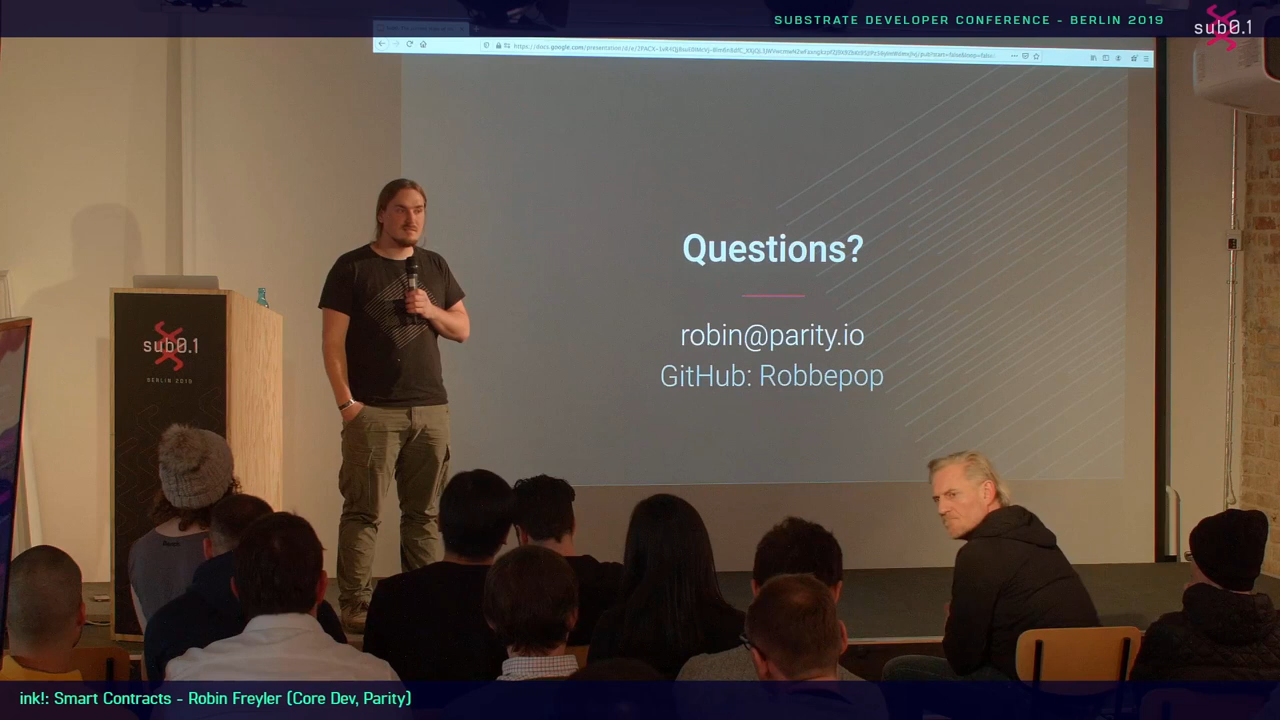 SUBSTRATE DEVELOPER CONFERENCE - BERLIN 2019
sub0.1
Questions?
robin@parity.io
GitHub: Robbepop
sub0.1
BERLIN 2019
ink!: Smart Contracts - Robin Freyler (Core Dev, Parity)